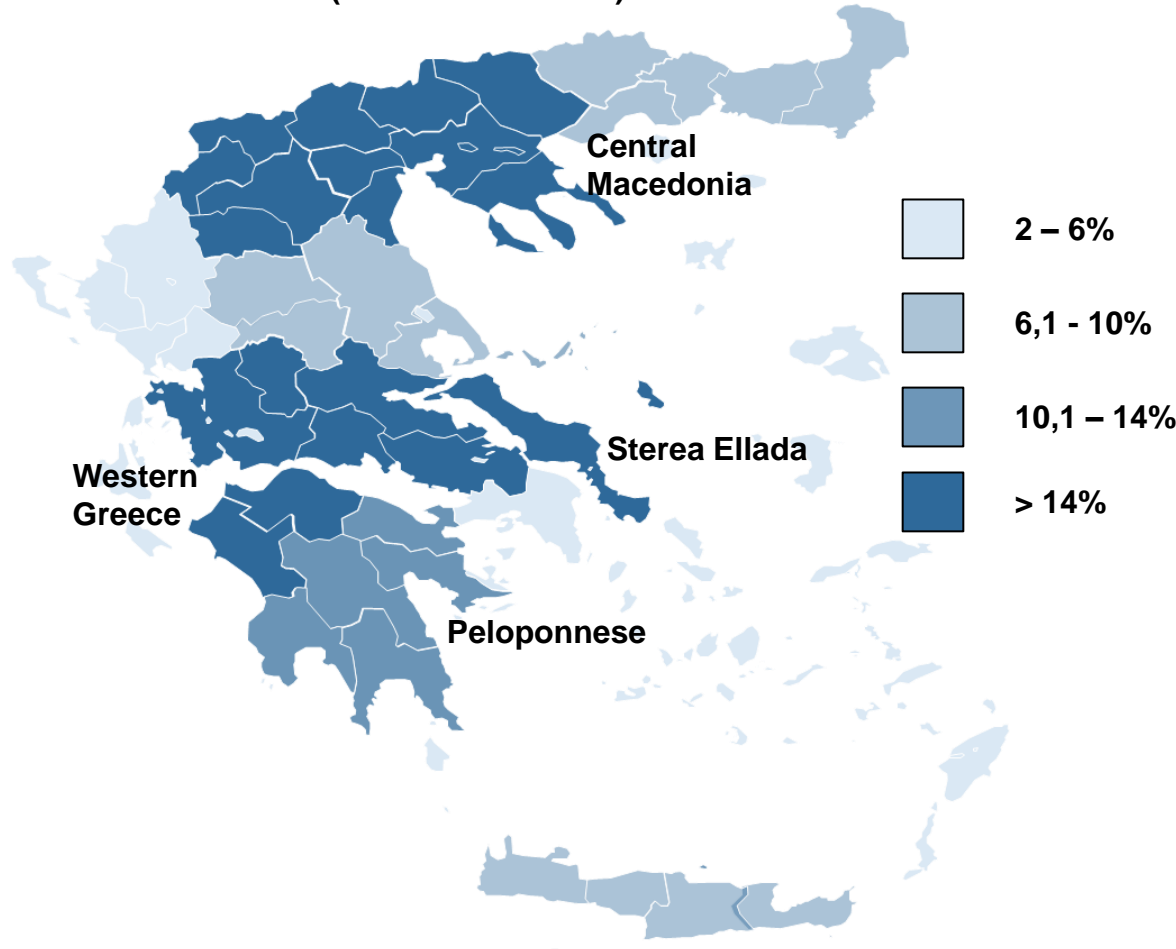 Central
Macedonia
2 – 6%
6,1 - 10%
10,1 – 14%
Sterea Ellada
Western
Greece
> 14%
Peloponnese